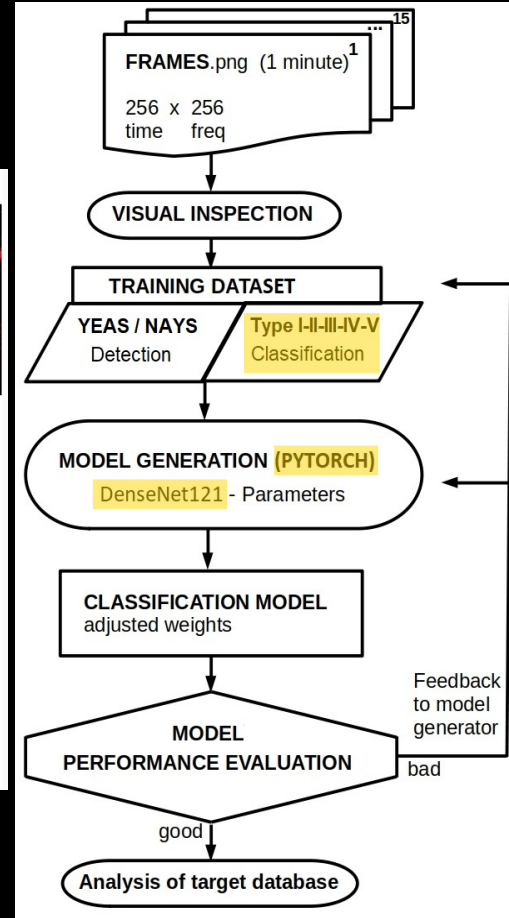 ... 15
FRAMES.png (1 minute) 1
256 x 256
time freq
VISUAL INSPECTION
TRAINING DATASET
YEAS / NAYS
Detection
Type I-II-III-IV-V
Classification
MODEL GENERATION (PYTORCH)
DenseNet121 - Parameters
CLASSIFICATION MODEL
adjusted weights
Feedback
to model
generator
MODEL
PERFORMANCE EVALUATION
bad
good
Analysis of target database